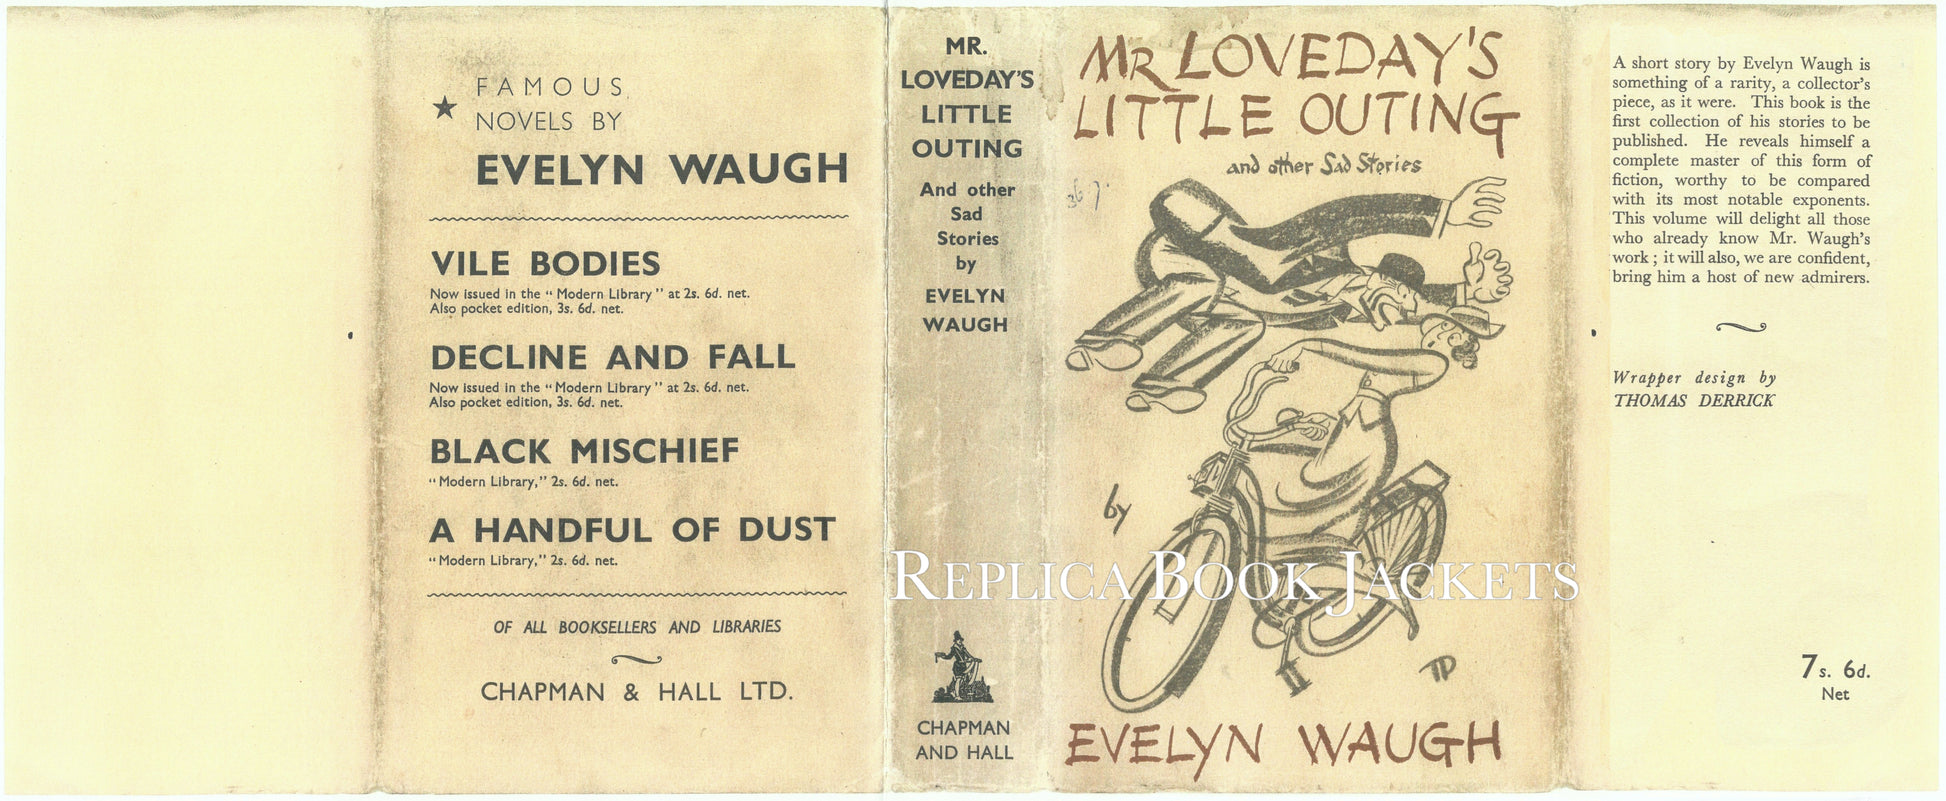 ★ FAMOUS
NOVELS BY
EVELYN WAUGH
VILE BODIES
Now issued in the “ Modern Library ” at 2s. 6d. net.
Also pocket edition, 3s. 6d. net.
DECLINE AND FALL
Now issued in the “ Modern Library ” at 2s. 6d. net.
Also pocket edition, 3s. 6d. net.
BLACK MISCHIEF
“ Modern Library,” 2s. 6d. net.
A HANDFUL OF DUST
“ Modern Library,” 2s. 6d. net.
OF ALL BOOKSELLERS AND LIBRARIES
CHAPMAN & HALL LTD.
MR.
LOVEDAY'S
LITTLE
OUTING
And other
Sad
Stories
by
EVELYN
WAUGH
CHAPMAN
AND HALL
MR LOVEDAY'S
LITTLE OUTING
and other Sad Stories
by
TD
EVELYN WAUGH
REPLICA BOOK JACKETS
A short story by Evelyn Waugh is
something of a rarity, a collector's
piece, as it were. This book is the
first collection of his stories to be
published. He reveals himself a
complete master of this form of
fiction, worthy to be compared
with its most notable exponents.
This volume will delight all those
who already know Mr. Waugh's
work ; it will also, we are confident,
bring him a host of new admirers.
Wrapper design by
THOMAS DERRICK
7s. 6d.
Net